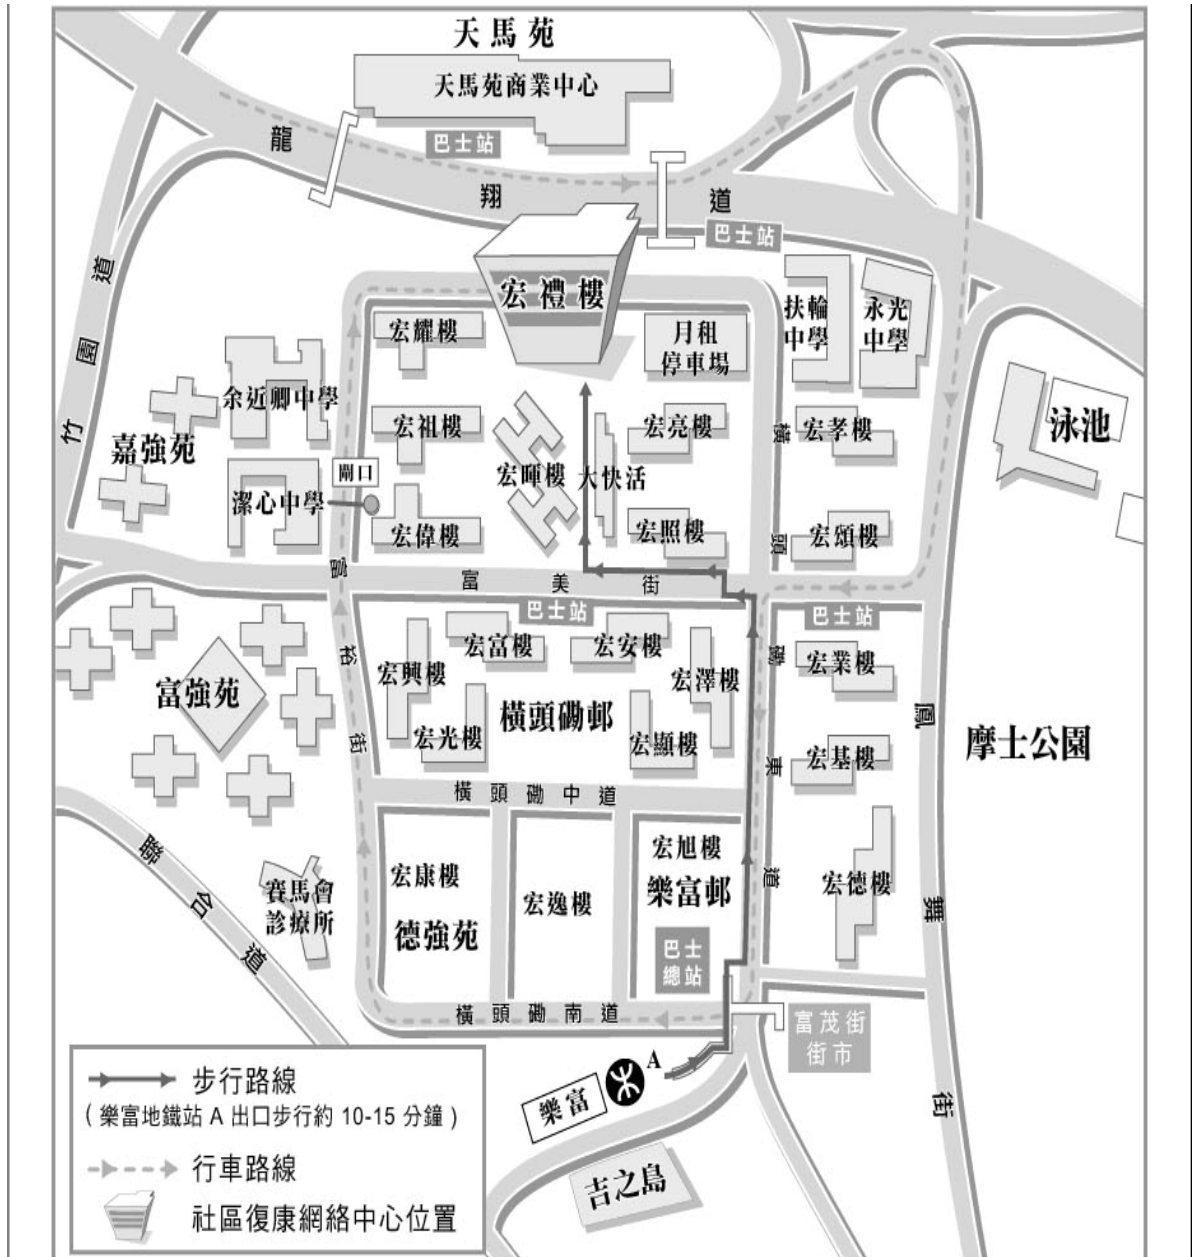 天馬苑
天馬苑商業中心
巴士站
龍翔道
巴士站
竹園道
宏禮樓
宏耀樓
月租
停車場
扶輪
中學
永光
中學
余近卿中學
嘉強苑
宏祖樓
宏暉樓
大快活
宏亮樓
宏孝樓
泳池
閘口
潔心中學
宏偉樓
宏照樓
宏頌樓
富美街
巴士站
巴士站
富裕街
橫頭磡東道
宏富樓
宏安樓
宏業樓
宏興樓
宏澤樓
富強苑
橫頭磡邨
宏光樓
宏顯樓
宏基樓
鳳舞街
摩士公園
橫頭磡中道
聯合道
宏旭樓
宏康樓
宏逸樓
樂富邨
宏德樓
賽馬會
診療所
德強苑
巴士
總站
橫頭磡南道
富茂街
街市
A
樂富
吉之島
步行路線
(樂富地鐵站 A 出口步行約 10-15 分鐘)
行車路線
社區復康網絡中心位置